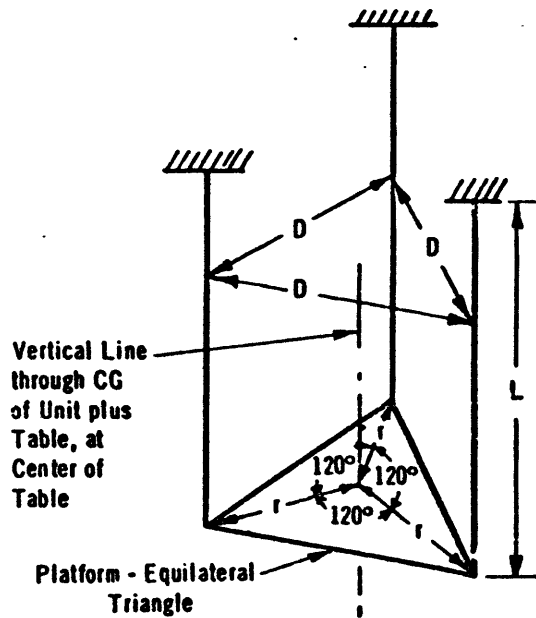 D
D
D
L
Vertical Line
through CG
of Unit plus
Table, at
Center of
Table
r
120°
120°
r
120°
r
Platform - Equilateral
Triangle